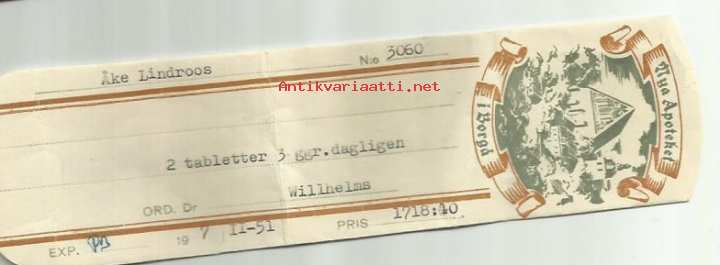 Åke Lindroos N:o 3060
Antikvariaatti.net
2 tabletter 3 ggr.dagligen
ORD. Dr Willhelms
EXP. 19 7 II-51 PRIS 1718:40
Nya Apoteket
i Borgå